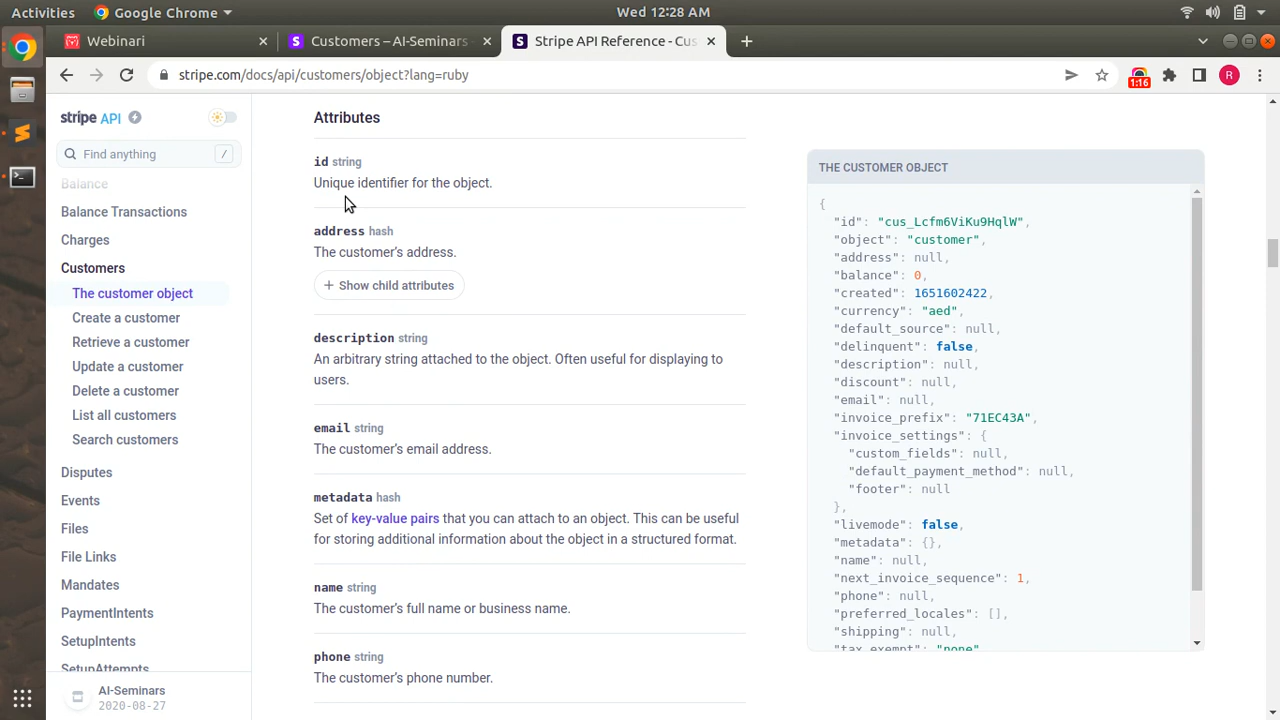 Activities
Google Chrome
Wed 12:28 AM
Webinari
Customers – AI-Seminars
Stripe API Reference - Cus
stripe.com/docs/api/customers/object?lang=ruby
1:16
R
stripe API
Find anything /
Balance
Balance Transactions
Charges
Customers
The customer object
Create a customer
Retrieve a customer
Update a customer
Delete a customer
List all customers
Search customers
Disputes
Events
Files
File Links
Mandates
PaymentIntents
SetupIntents
SetupAttempts
AI-Seminars
2020-08-27
Attributes
id string
Unique identifier for the object.
address hash
The customer's address.
+ Show child attributes
description string
An arbitrary string attached to the object. Often useful for displaying to
users.
email string
The customer's email address.
metadata hash
Set of key-value pairs that you can attach to an object. This can be useful
for storing additional information about the object in a structured format.
name string
The customer's full name or business name.
phone string
The customer's phone number.
THE CUSTOMER OBJECT
{
"id": "cus_Lcfm6ViKu9HqlW",
"object": "customer",
"address": null,
"balance": 0,
"created": 1651602422,
"currency": "aed",
"default_source": null,
"delinquent": false,
"description": null,
"discount": null,
"email": null,
"invoice_prefix": "71EC43A",
"invoice_settings": {
"custom_fields": null,
"default_payment_method": null,
"footer": null
},
"livemode": false,
"metadata": {},
"name": null,
"next_invoice_sequence": 1,
"phone": null,
"preferred_locales": [],
"shipping": null,
"tax_exempt": "none"